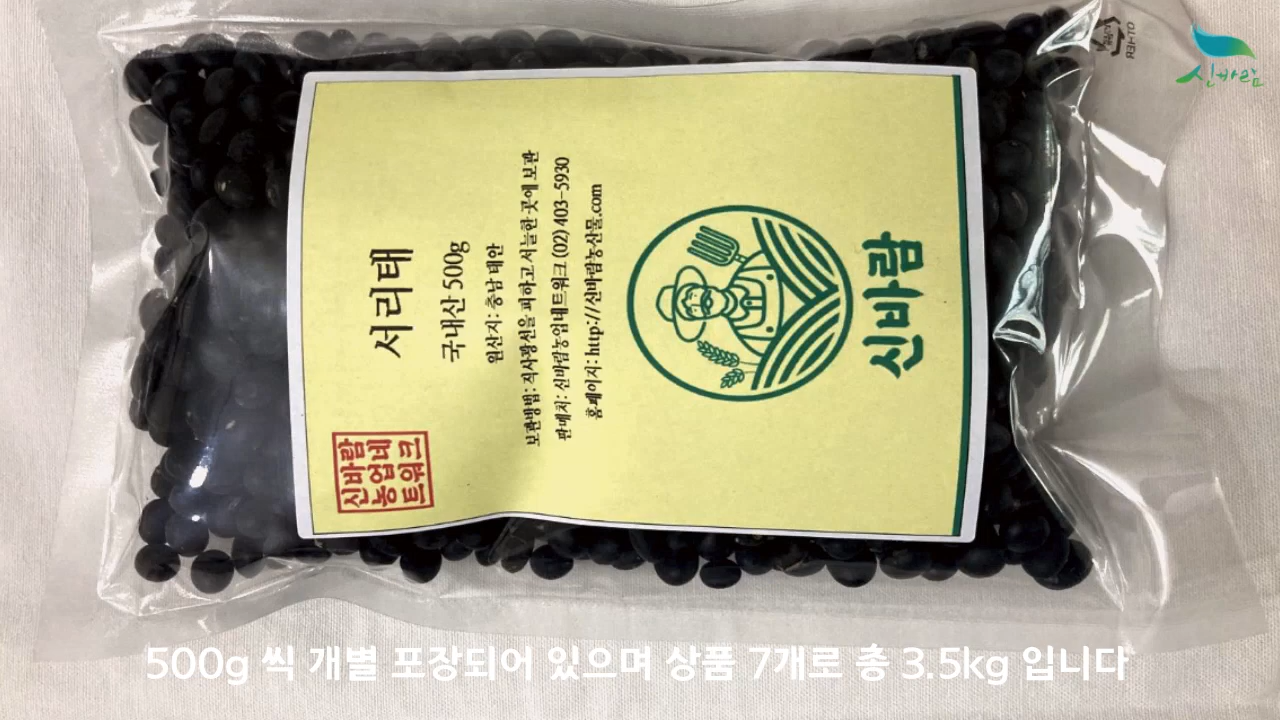 신바람
OTHER
서리태
국내산 500g
원산지: 충남 태안
보관방법: 직사광선을 피하고 서늘한 곳에 보관
판매처: 신바람농업네트워크 (02) 403-5930
홈페이지: http://신바람농산물.com
신바람
농업네
트워크
신바람
500g 씩 개별 포장되어 있으며 상품 7개로 총 3.5kg 입니다